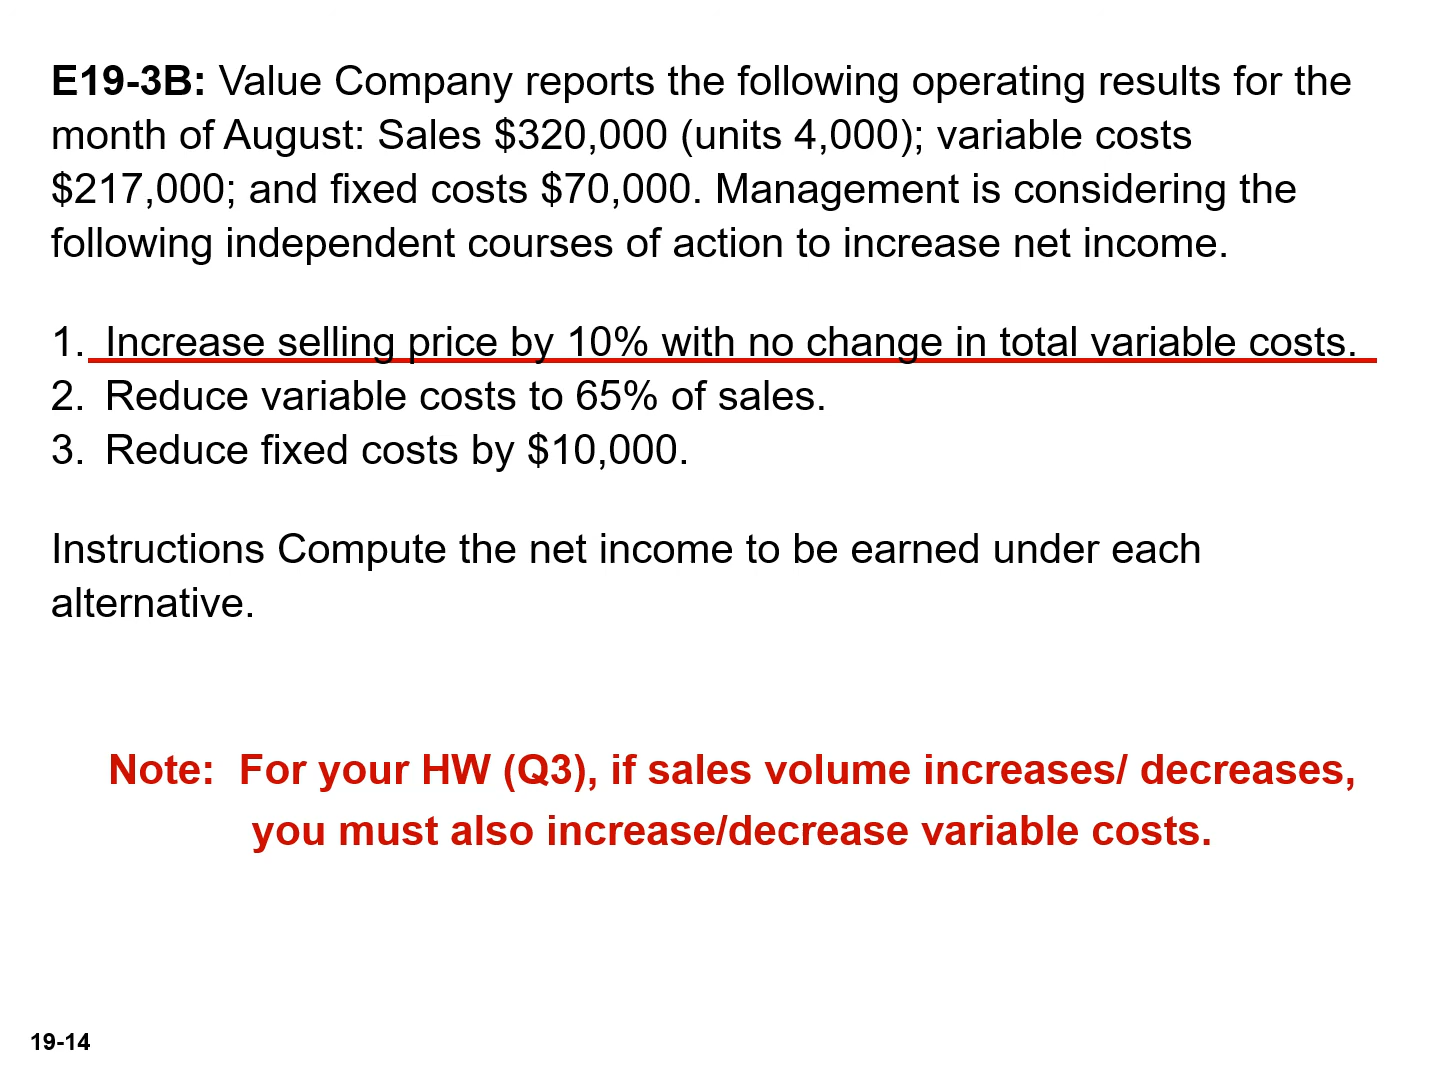 E19-3B: Value Company reports the following operating results for the
month of August: Sales $320,000 (units 4,000); variable costs
$217,000; and fixed costs $70,000. Management is considering the
following independent courses of action to increase net income.
1. Increase selling price by 10% with no change in total variable costs.
2. Reduce variable costs to 65% of sales.
3. Reduce fixed costs by $10,000.
Instructions Compute the net income to be earned under each
alternative.
Note: For your HW (Q3), if sales volume increases/ decreases,
you must also increase/decrease variable costs.
19-14